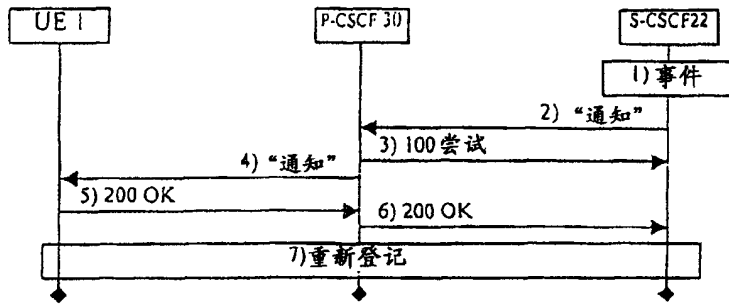 UE 1
P-CSCF 30
S-CSCF22
1) 事件
2) “通知”
3) 100 尝试
4) “通知”
5) 200 OK
6) 200 OK
7)重新登记